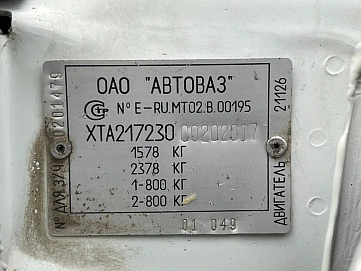 ОАО "АВТОВАЗ"
№ E-RU.MT02.B.00195
XTA217230
1578 КГ
2378 КГ
1-800 КГ
2-800 КГ
01 049
ДВИГАТЕЛЬ 21126